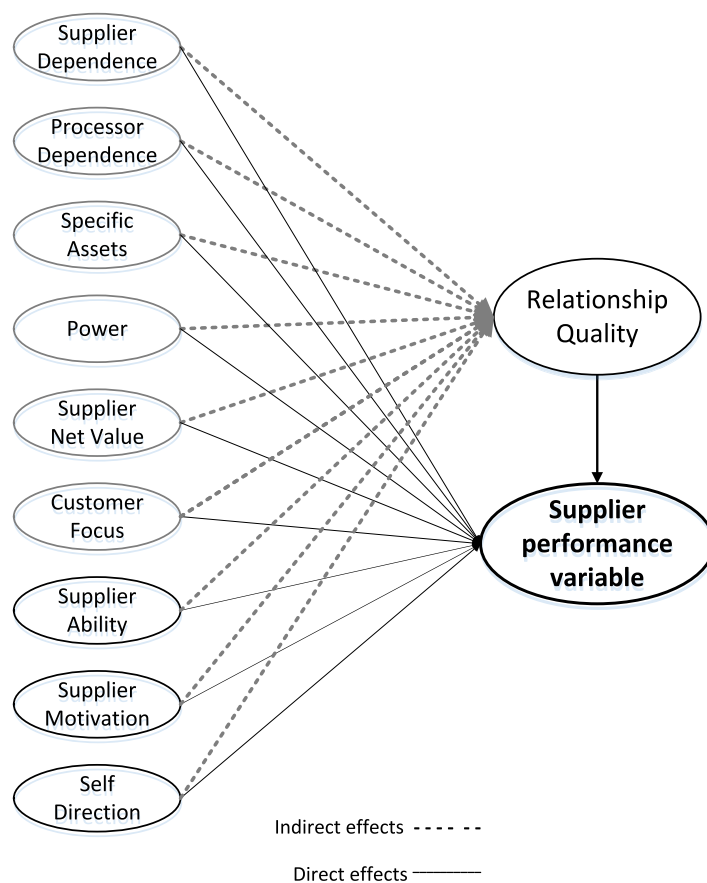 Supplier
Dependence
Processor
Dependence
Specific
Assets
Power
Supplier
Net Value
Customer
Focus
Supplier
Ability
Supplier
Motivation
Self
Direction
Relationship
Quality
Supplier
performance
variable
Indirect effects
Direct effects